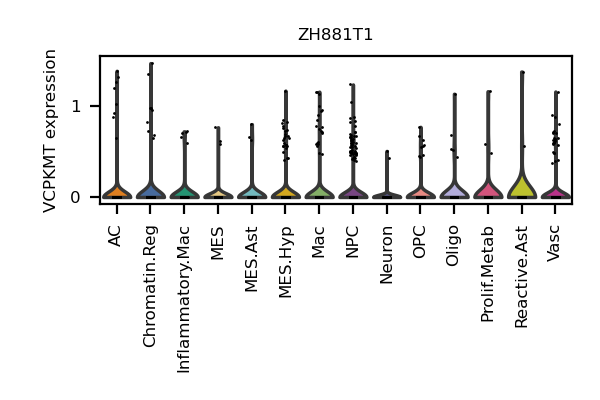 ZH881T1
VCPKMT expression
1
0
AC
Chromatin.Reg
Inflammatory.Mac
MES
MES.Ast
MES.Hyp
Mac
NPC
Neuron
OPC
Oligo
Prolif.Metab
Reactive.Ast
Vasc